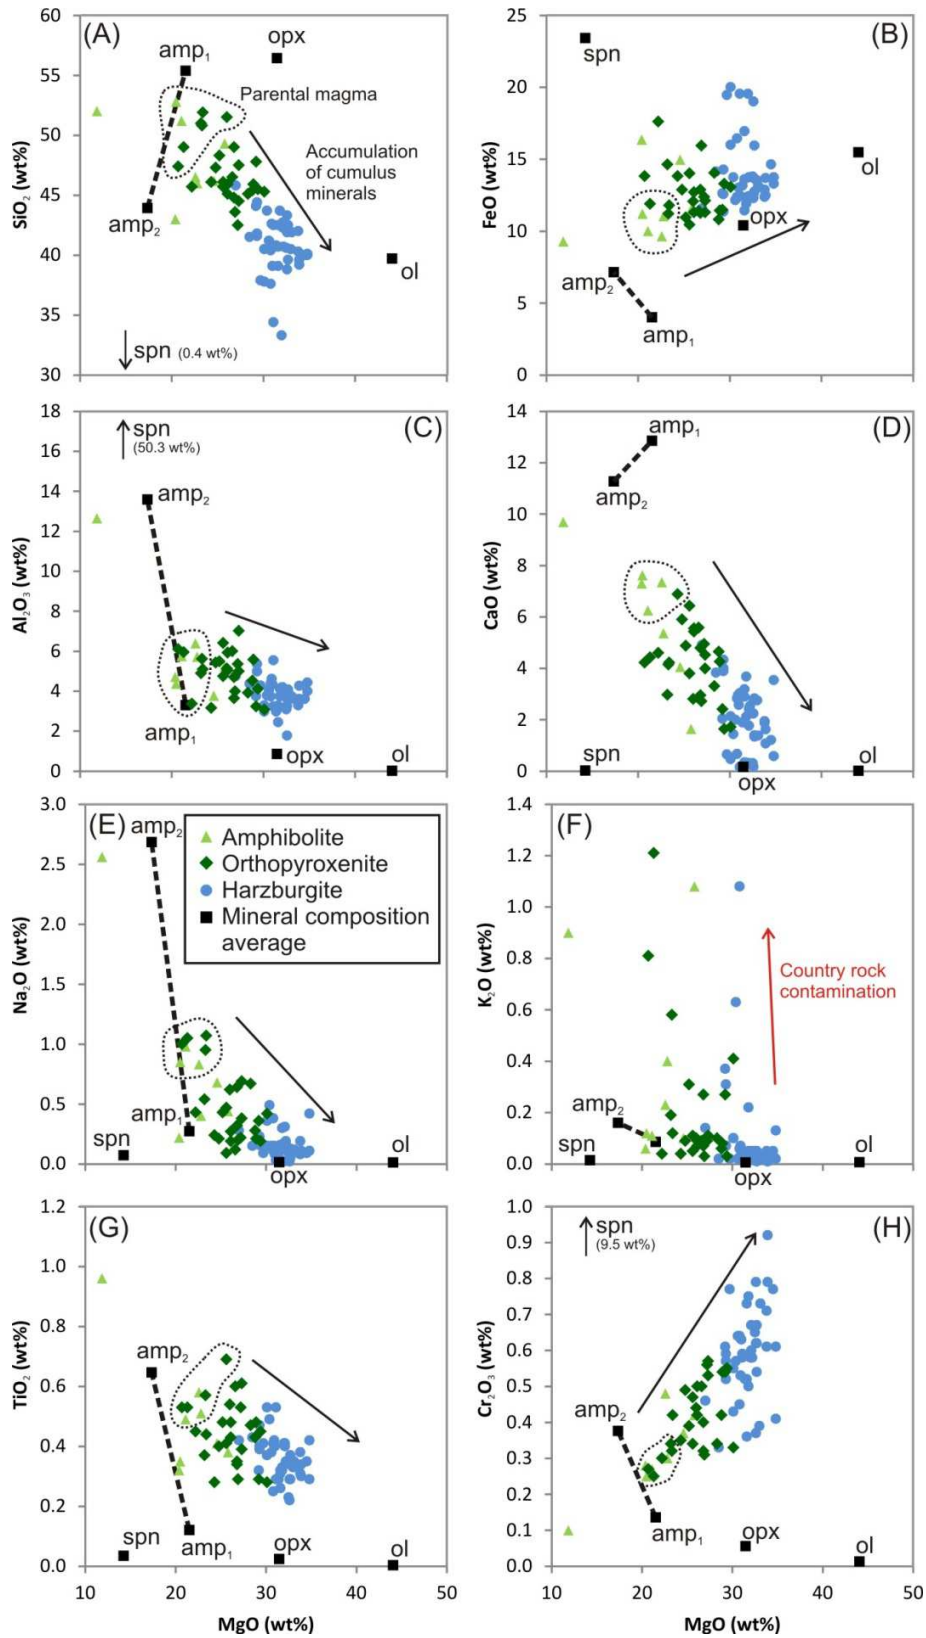 (A)
60
55
50
45
40
35
30
SiO₂ (wt%)
amp₁
opx
Parental magma
Accumulation
of cumulus
minerals
amp₂
ol
spn (0.4 wt%)
(B)
25
20
15
10
5
0
FeO (wt%)
spn
ol
opx
amp₂
amp₁
10 20 30 40 50
10 20 30 40 50
(C)
18
16
14
12
10
8
6
4
2
0
Al₂O₃ (wt%)
spn
(50.3 wt%)
amp₂
amp₁
opx
ol
(D)
14
12
10
8
6
4
2
0
CaO (wt%)
amp₁
amp₂
spn
opx
ol
(E)
3.0
2.5
2.0
1.5
1.0
0.5
0.0
Na₂O (wt%)
amp₂
Amphibolite
Orthopyroxenite
Harzburgite
Mineral composition
average
amp₁
spn
opx
ol
(F)
1.4
1.2
1.0
0.8
0.6
0.4
0.2
0.0
K₂O (wt%)
Country rock
contamination
amp₂
spn
opx
ol
(G)
1.2
1.0
0.8
0.6
0.4
0.2
0.0
TiO₂ (wt%)
amp₂
spn
amp₁
opx
ol
10 20 30 40 50
MgO (wt%)
(H)
1.0
0.9
0.8
0.7
0.6
0.5
0.4
0.3
0.2
0.1
0.0
Cr₂O₃ (wt%)
spn
(9.5 wt%)
amp₂
amp₁
opx
ol
10 20 30 40 50
MgO (wt%)